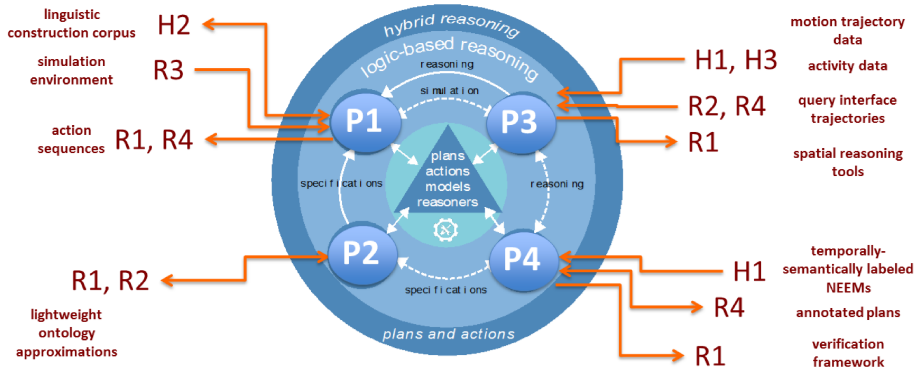 linguistic
construction corpus
H2
simulation
environment
R3
action
sequences
R1, R4
R1, R2
lightweight
ontology
approximations
hybrid reasoning
logic-based reasoning
reasoning
simulation
P1
P3
plans
actions
models
reasoners
specifications
reasoning
P2
P4
specifications
plans and actions
motion trajectory
data
H1, H3
activity data
R2, R4
query interface
trajectories
R1
spatial reasoning
tools
H1
temporally-
semantically labeled
NEEMs
R4
annotated plans
R1
verification
framework